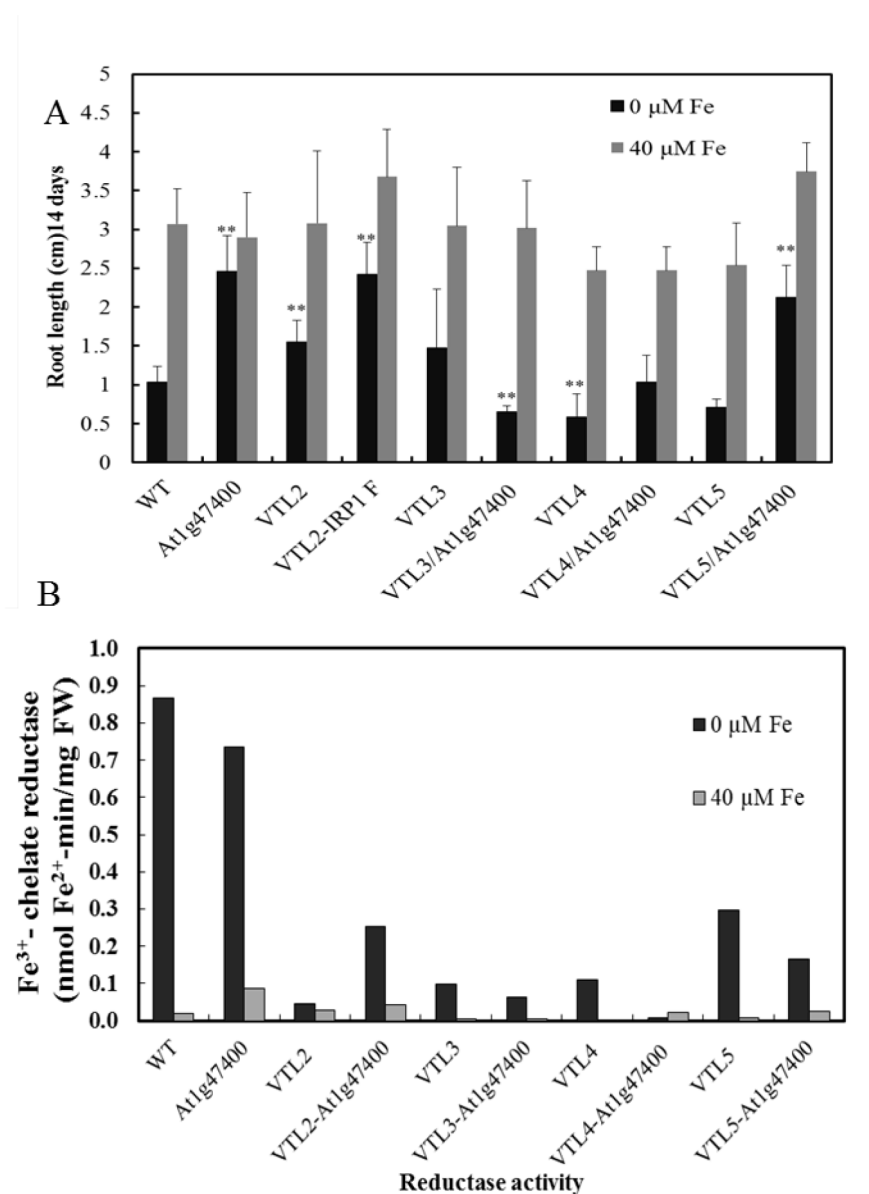 A
Root length (cm)14 days
5
4.5
4
3.5
3
2.5
2
1.5
1
0.5
0
0 μM Fe
40 μM Fe
**
**
**
**
**
**
WT
At1g47400
VTL2
VTL2-IRP1 F
VTL3
VTL3/At1g47400
VTL4
VTL4/At1g47400
VTL5
VTL5/At1g47400
B
Fe³⁺- chelate reductase
(nmol Fe²⁺-min/mg FW)
1.0
0.9
0.8
0.7
0.6
0.5
0.4
0.3
0.2
0.1
0.0
0 μM Fe
40 μM Fe
WT
At1g47400
VTL2
VTL2-At1g47400
VTL3
VTL3-At1g47400
VTL4
VTL4-At1g47400
VTL5
VTL5-At1g47400
Reductase activity